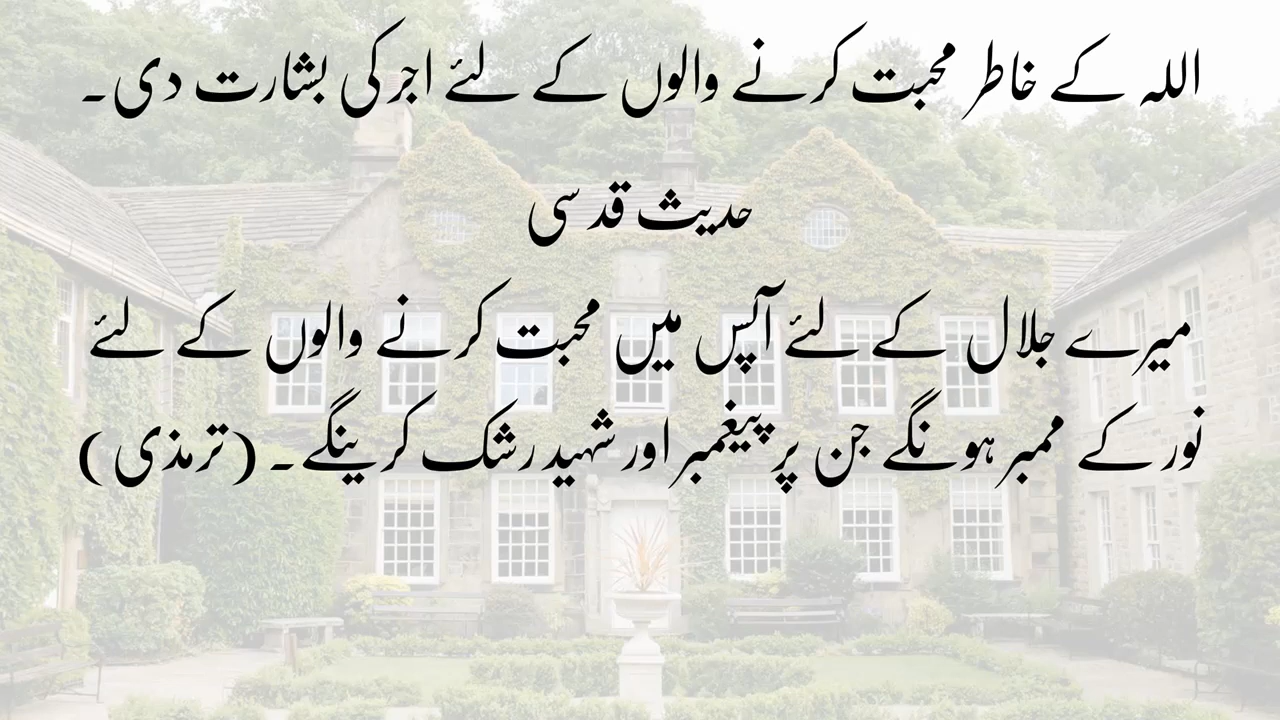 اللہ کے خاطر محبت کرنے والوں کے لئے اجر کی بشارت دی۔
حدیث قدسی
میرے جلال کے لئے آپس میں محبت کرنے والوں کے لئے
نور کے ممبر ہونگے جن پر پیغمبر اور شہید رشک کرینگے۔ (ترمذی)